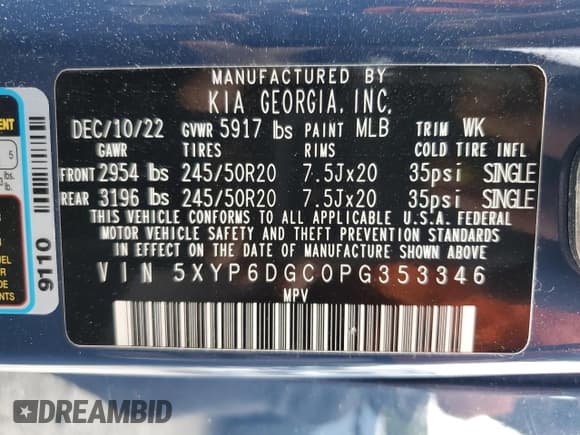 MANUFACTURED BY
KIA GEORGIA, INC.
DEC/10/22 GVWR 5917 lbs PAINT MLB TRIM WK
GAWR TIRES RIMS COLD TIRE INFL
FRONT 2954 lbs 245/50R20 7.5Jx20 35psi SINGLE
REAR 3196 lbs 245/50R20 7.5Jx20 35psi SINGLE
THIS VEHICLE CONFORMS TO ALL APPLICABLE U.S.A. FEDERAL
MOTOR VEHICLE SAFETY AND THEFT PREVENTION STANDARDS
IN EFFECT ON THE DATE OF MANUFACTURE SHOWN ABOVE
VIN 5XYP6DGC0PG353346
MPV
9110
5
lbs.
lb.
DREAMBID